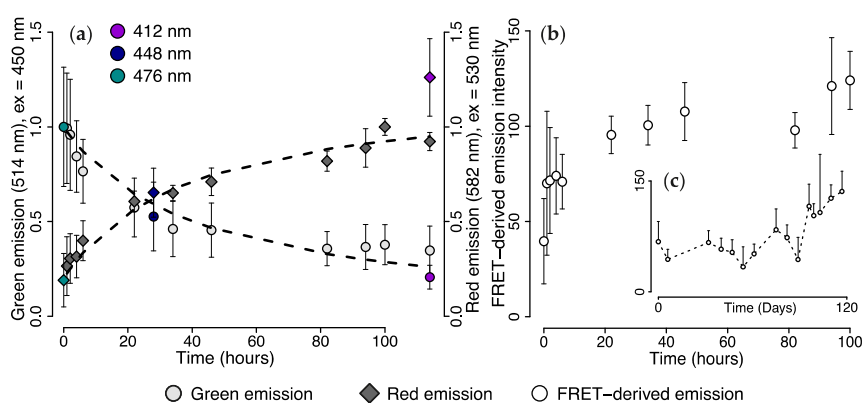 (a)
412 nm
448 nm
476 nm
Green emission (514 nm), ex = 450 nm
0.0 0.5 1.0 1.5
Red emission (582 nm), ex = 530 nm
0.0 0.5 1.0 1.5
0 20 40 60 80 100
Time (hours)
(b)
FRET−derived emission intensity
0 50 100 150
(c)
0 150
0 120
Time (Days)
0 20 40 60 80 100
Time (hours)
Green emission Red emission FRET−derived emission